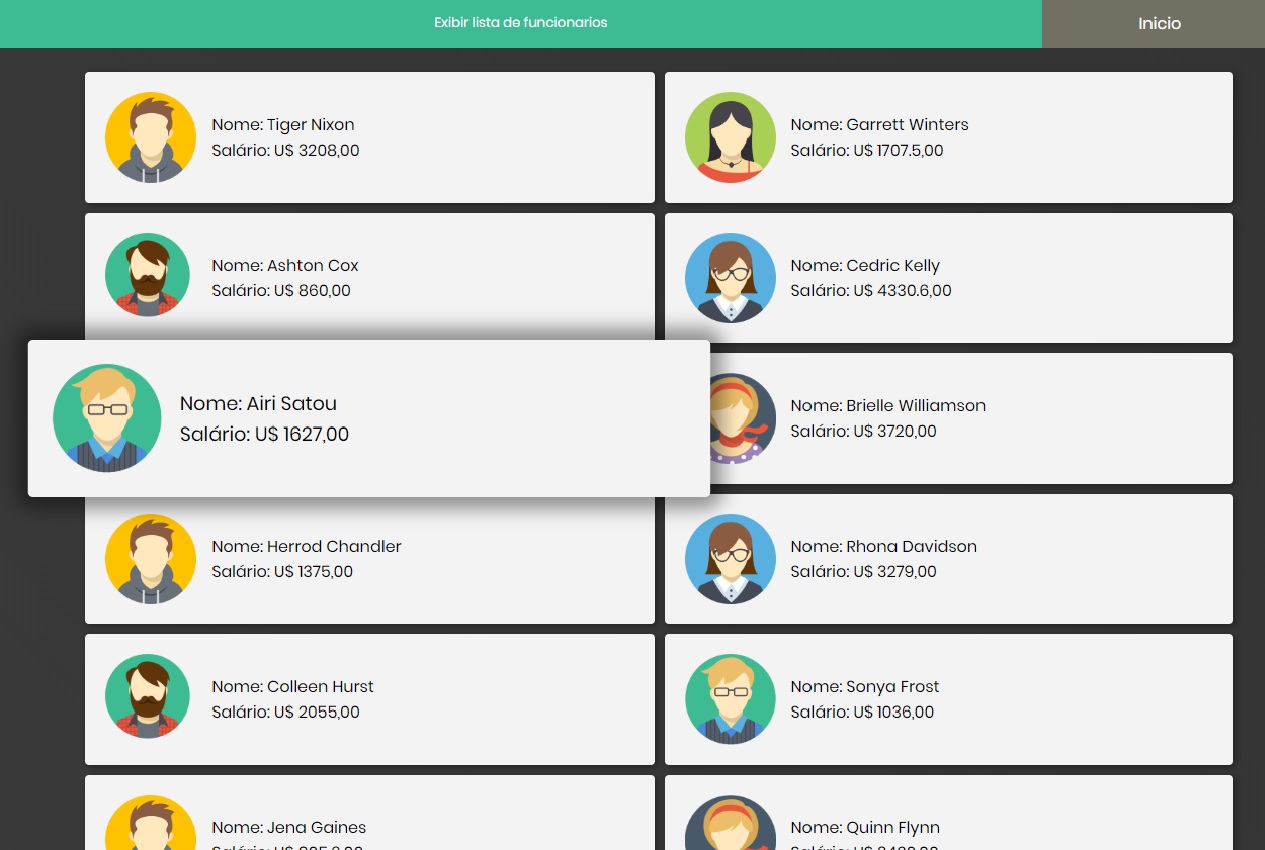 Exibir lista de funcionarios
Inicio
Nome: Tiger Nixon
Salário: U$ 3208,00
Nome: Garrett Winters
Salário: U$ 1707.5,00
Nome: Ashton Cox
Salário: U$ 860,00
Nome: Cedric Kelly
Salário: U$ 4330.6,00
Nome: Airi Satou
Salário: U$ 1627,00
Nome: Brielle Williamson
Salário: U$ 3720,00
Nome: Herrod Chandler
Salário: U$ 1375,00
Nome: Rhona Davidson
Salário: U$ 3279,00
Nome: Colleen Hurst
Salário: U$ 2055,00
Nome: Sonya Frost
Salário: U$ 1036,00
Nome: Jena Gaines
Salário: U$
Nome: Quinn Flynn
Salário: U$